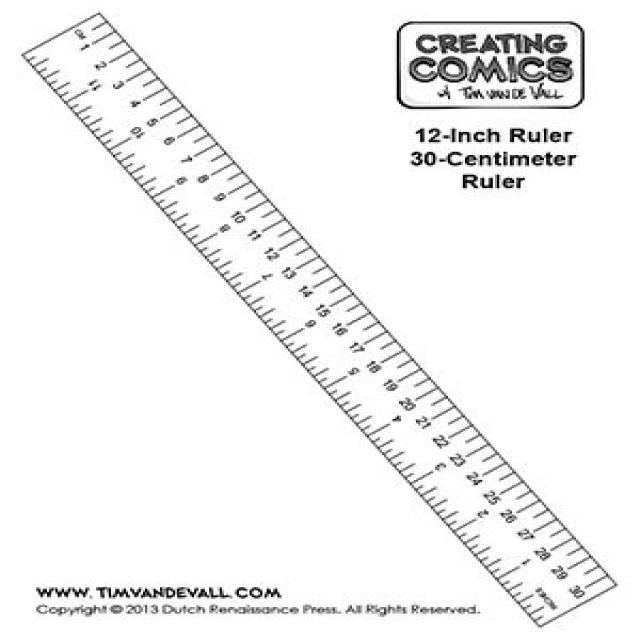 CREATING
COMICS
BY TIM VAN DE VALL
12-Inch Ruler
30-Centimeter
Ruler
CM 1 2 3 4 5 6 7 8 9 10 11 12 13 14 15 16 17 18 19 20 21 22 23 24 25 26 27 28 29 30
INCHES 1 2 3 4 5 6 7 8 9 10 11
WWW.TIMVANDEVALL.COM
Copyright © 2013 Dutch Renaissance Press. All Rights Reserved.